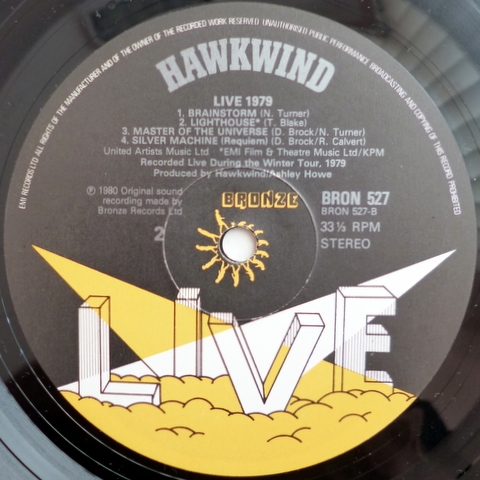 EMI RECORDS LTD ALL RIGHTS OF THE MANUFACTURER AND OF THE OWNER OF THE RECORDED WORK RESERVED UNAUTHORISED PUBLIC PERFORMANCE BROADCASTING AND COPYING OF THIS RECORD PROHIBITED
HAWKWIND
LIVE 1979
1. BRAINSTORM (N. Turner)
2. LIGHTHOUSE* (T. Blake)
3. MASTER OF THE UNIVERSE (D. Brock/N. Turner)
4. SILVER MACHINE (Requiem) (D. Brock/R. Calvert)
United Artists Music Ltd/ *EMI Film & Theatre Music Ltd/KPM
Recorded Live During the Winter Tour, 1979
Produced by Hawkwind/Ashley Howe
℗ 1980 Original sound
recording made by
Bronze Records Ltd
2
BRONZE
BRON 527
BRON 527-B
33⅓ RPM
STEREO
LIVE